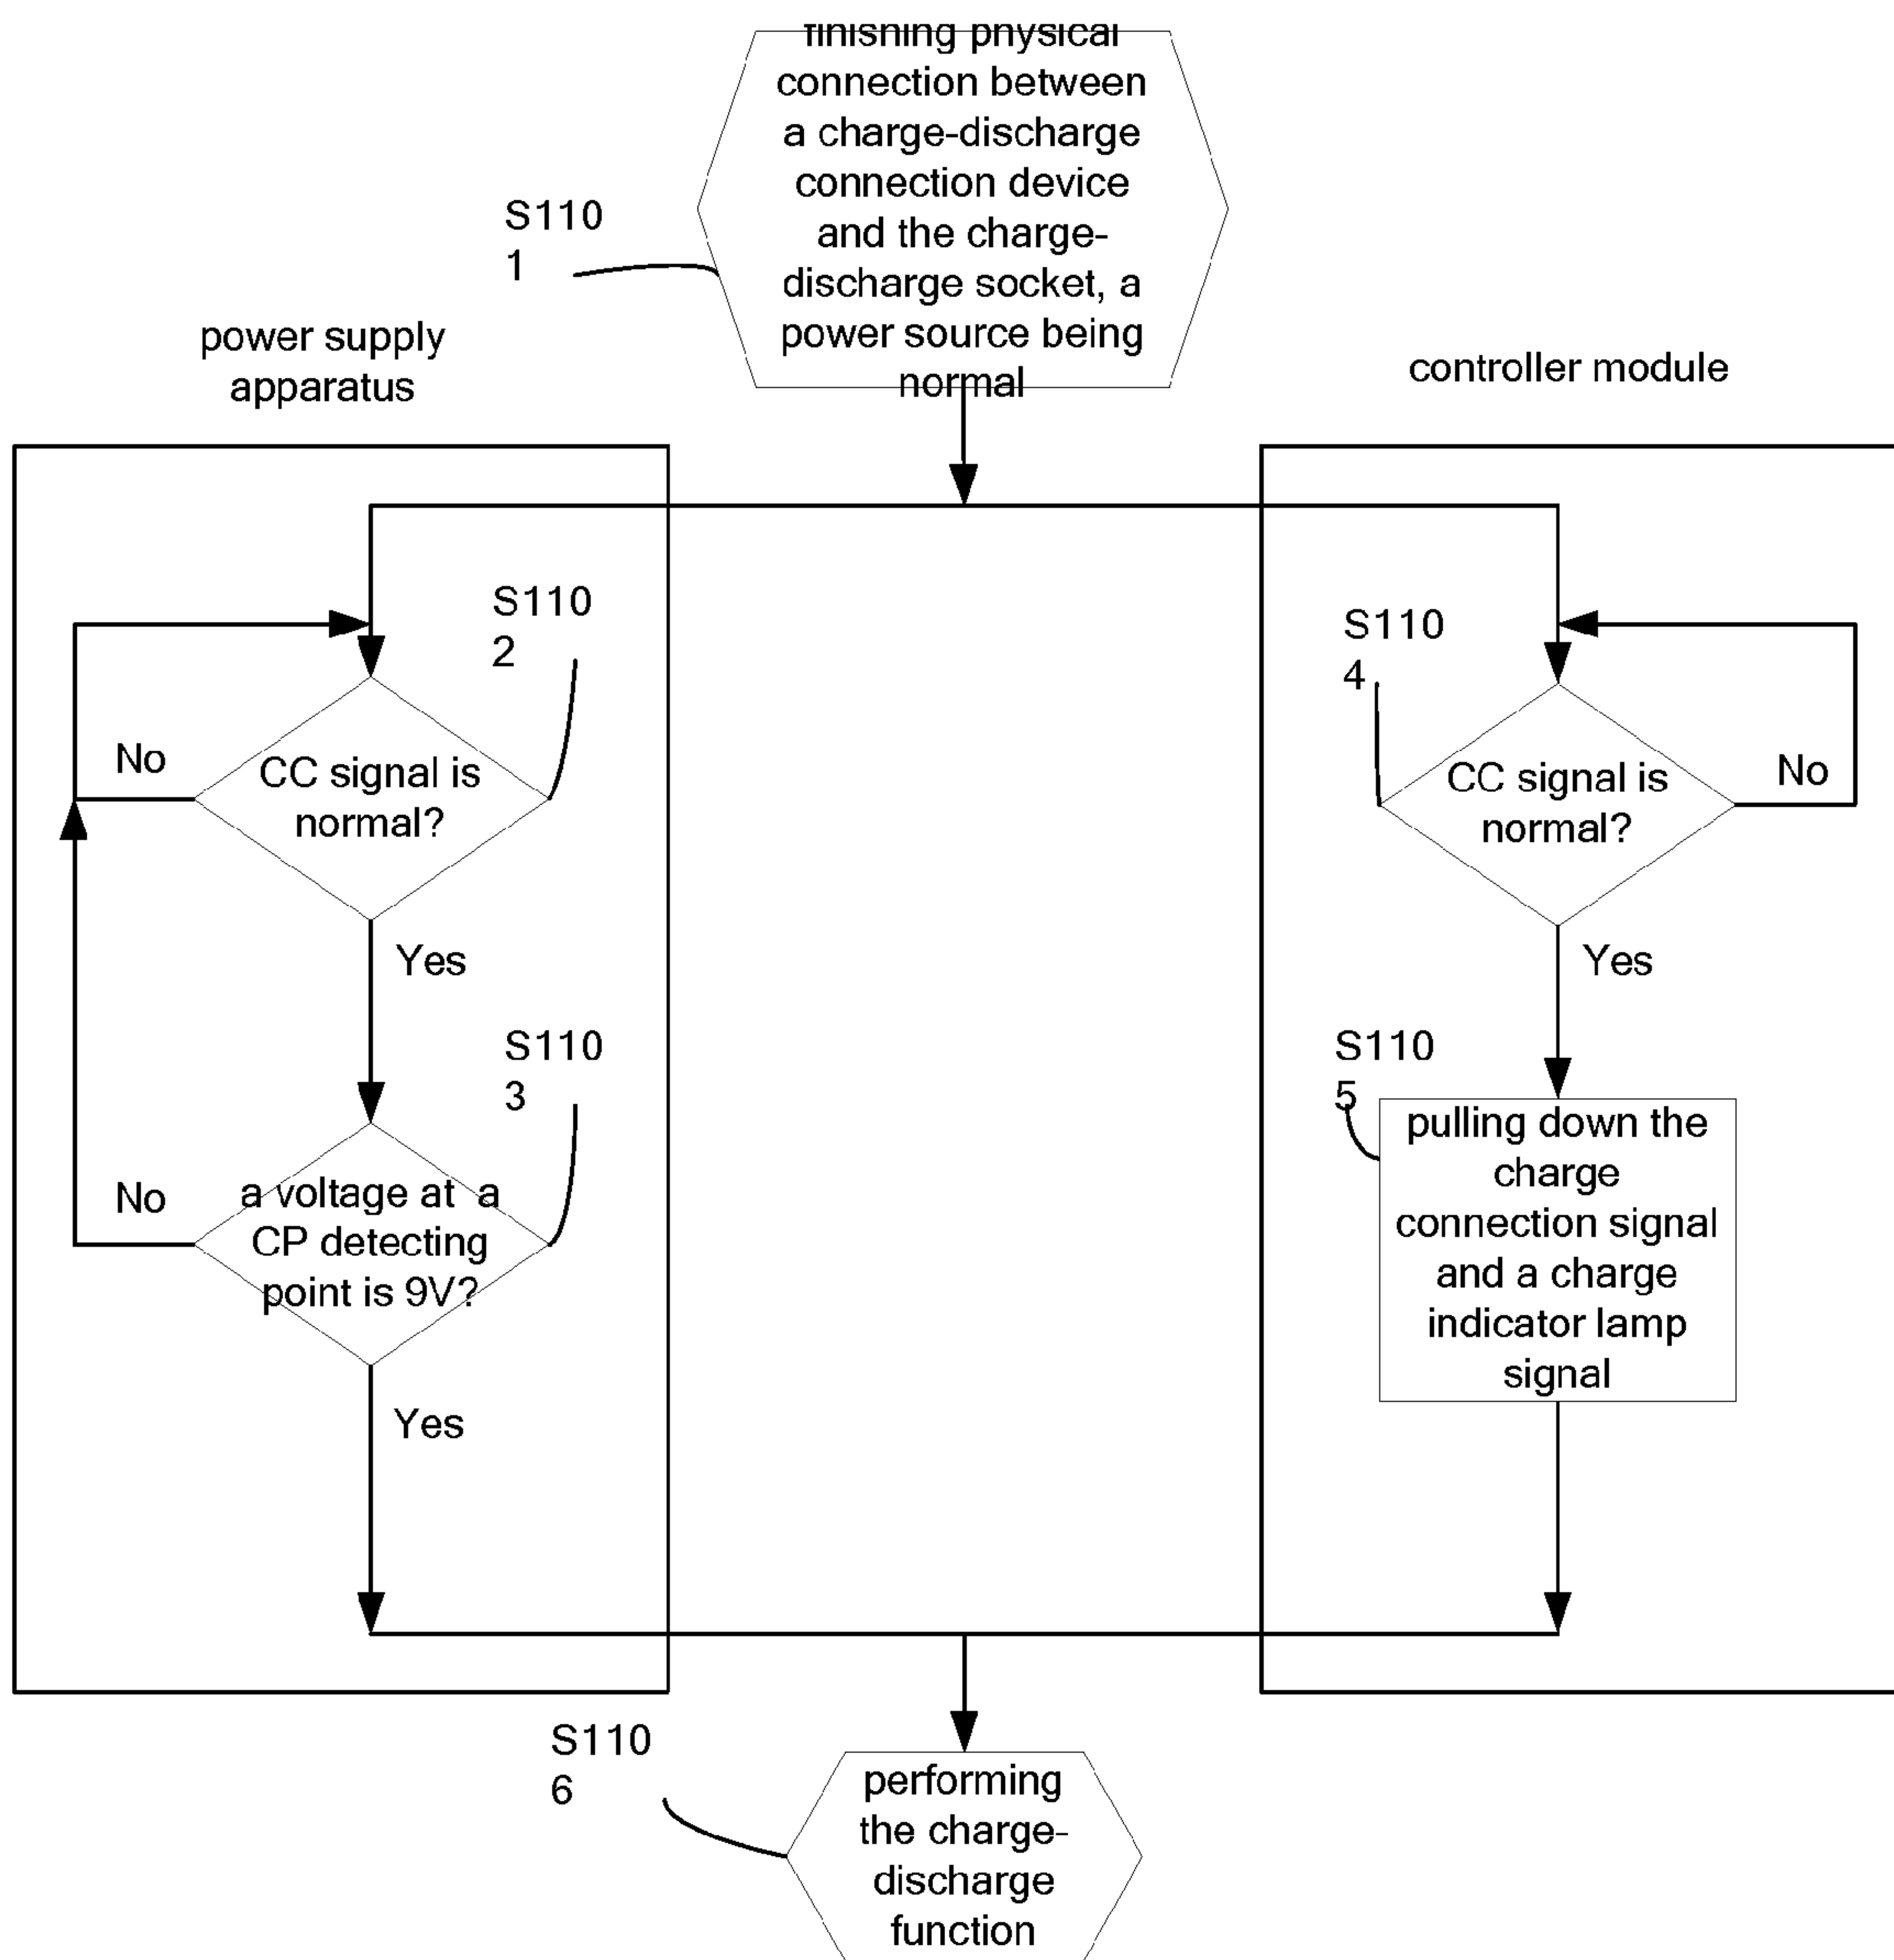 finishing physical
connection between
a charge-discharge
connection device
and the charge-
discharge socket, a
power source being
normal
S110
1
power supply
apparatus
controller module
S110
2
S110
4
No
CC signal is
normal?
CC signal is
normal?
No
Yes
Yes
S110
3
S110
5
No
a voltage at a
CP detecting
point is 9V?
pulling down the
charge
connection signal
and a charge
indicator lamp
signal
Yes
S110
6
performing
the charge-
discharge
function